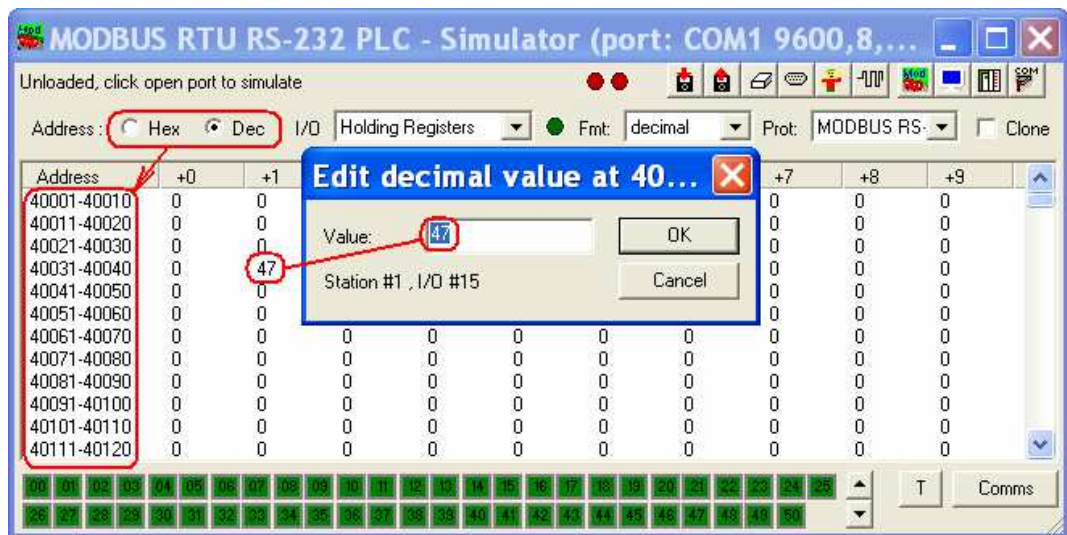 MODBUS RTU RS-232 PLC - Simulator (port: COM1 9600,8,...
Unloaded, click open port to simulate
Address : Hex Dec I/O Holding Registers Fmt: decimal Prot: MODBUS RS- Clone
Address +0 +1 +7 +8 +9
40001-40010 0 0 0 0 0
40011-40020 0 0 0 0 0
40021-40030 0 0 0 0 0
40031-40040 0 47 0 0 0
40041-40050 0 0 0 0 0
40051-40060 0 0 0 0 0
40061-40070 0 0 0 0 0 0 0 0 0 0
40071-40080 0 0 0 0 0 0 0 0 0 0
40081-40090 0 0 0 0 0 0 0 0 0 0
40091-40100 0 0 0 0 0 0 0 0 0 0
40101-40110 0 0 0 0 0 0 0 0 0 0
40111-40120 0 0 0 0 0 0 0 0 0 0
Edit decimal value at 40...
Value: 47 OK
Station #1 , I/O #15 Cancel
00 01 02 03 04 05 06 07 08 09 10 11 12 13 14 15 16 17 18 19 20 21 22 23 24 25 T Comms
26 27 28 29 30 31 32 33 34 35 36 37 38 39 40 41 42 43 44 45 46 47 48 49 50